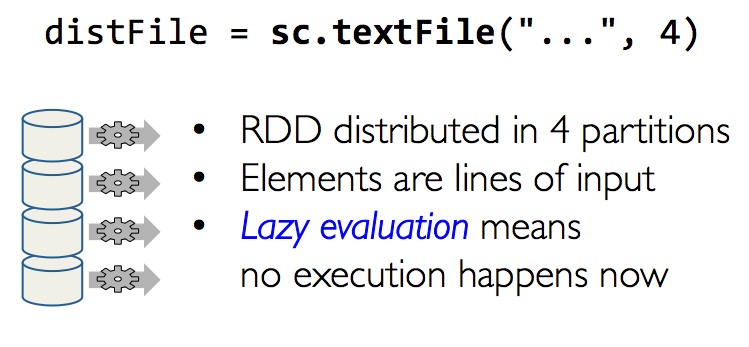 distFile = sc.textFile("...", 4)
• RDD distributed in 4 partitions
• Elements are lines of input
• Lazy evaluation means
no execution happens now